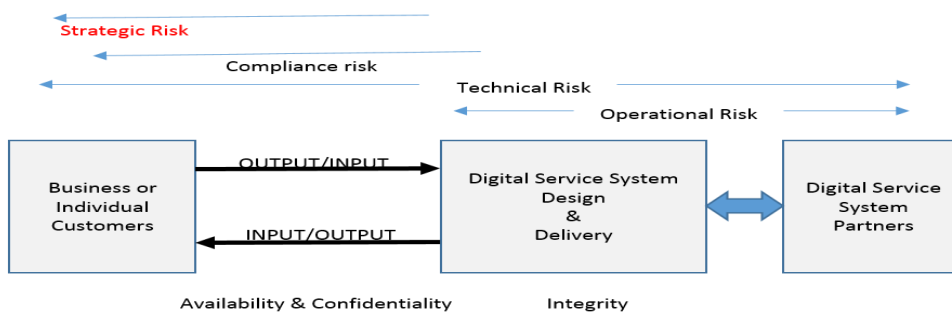 Strategic Risk
Compliance risk
Technical Risk
Operational Risk
OUTPUT/INPUT
Business or
Individual
Customers
Digital Service System
Design
&
Delivery
Digital Service
System
Partners
INPUT/OUTPUT
Availability & Confidentiality
Integrity